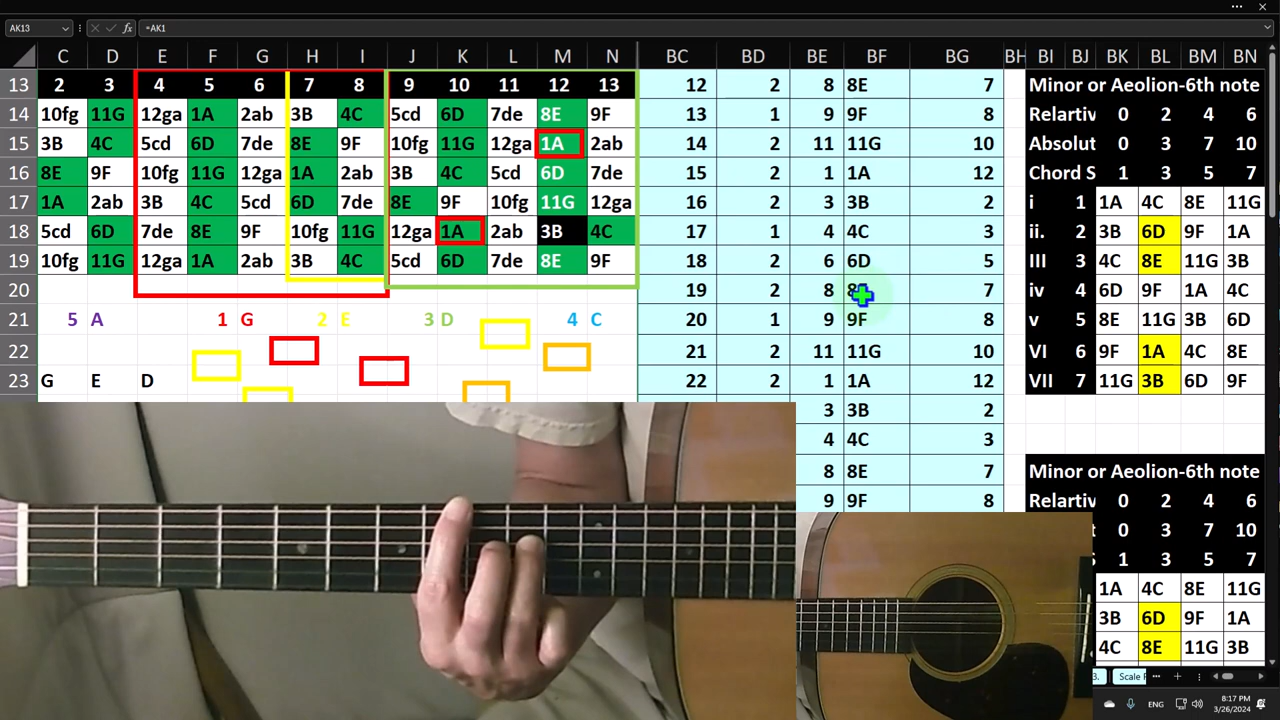 AK13 fx =AK1
C D E F G H I J K L M N BC BD BE BF BG BH BI BJ BK BL BM BN
13 2 3 4 5 6 7 8 9 10 11 12 13 12 2 8 8E 7 Minor or Aeolion-6th note
14 10fg 11G 12ga 1A 2ab 3B 4C 5cd 6D 7de 8E 9F 13 1 9 9F 8 Relartiv 0 2 4 6
15 3B 4C 5cd 6D 7de 8E 9F 10fg 11G 12ga 1A 2ab 14 2 11 11G 10 Absolut 0 3 7 10
16 8E 9F 10fg 11G 12ga 1A 2ab 3B 4C 5cd 6D 7de 15 2 1 1A 12 Chord S 1 3 5 7
17 1A 2ab 3B 4C 5cd 6D 7de 8E 9F 10fg 11G 12ga 16 2 3 3B 2 i 1 1A 4C 8E 11G
18 5cd 6D 7de 8E 9F 10fg 11G 12ga 1A 2ab 3B 4C 17 1 4 4C 3 ii. 2 3B 6D 9F 1A
19 10fg 11G 12ga 1A 2ab 3B 4C 5cd 6D 7de 8E 9F 18 2 6 6D 5 III 3 4C 8E 11G 3B
20 19 2 8 7 iv 4 6D 9F 1A 4C
21 5 A 1 G 2 E 3 D 4 C 20 1 9 9F 8 v 5 8E 11G 3B 6D
22 21 2 11 11G 10 VI 6 9F 1A 4C 8E
23 G E D 22 2 1 1A 12 VII 7 11G 3B 6D 9F
3 3B 2
4 4C 3
8 8E 7 Minor or Aeolion-6th note
9 9F 8 Relartiv 0 2 4 6
0 3 7 10
1 3 5 7
1A 4C 8E 11G
3B 6D 9F 1A
4C 8E 11G 3B
3. Scale F
ENG 8:17 PM
3/26/2024